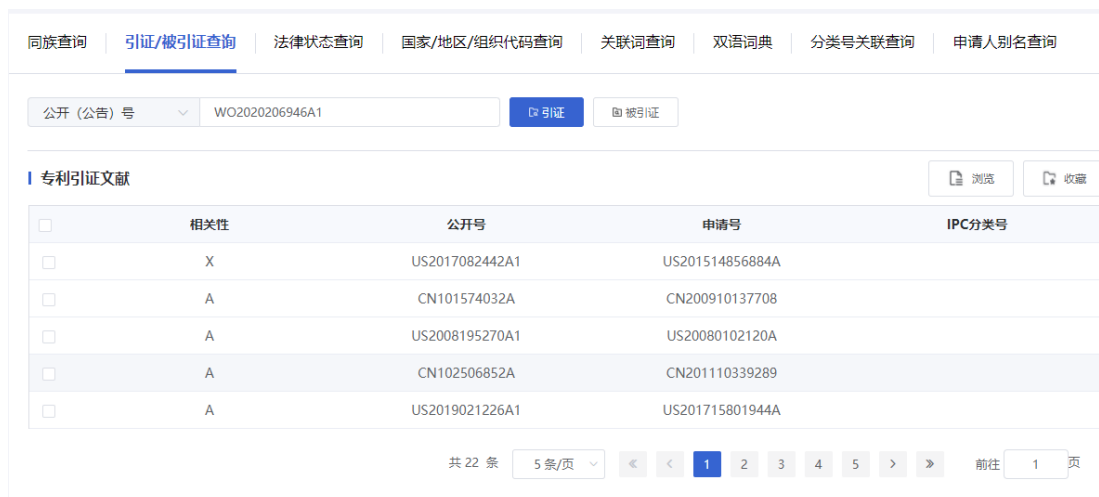 同族查询 引证/被引证查询 法律状态查询 国家/地区/组织代码查询 关联词查询 双语词典 分类号关联查询 申请人别名查询
公开（公告）号 WO2020206946A1 引证 被引证
专利引证文献 浏览 收藏
相关性 公开号 申请号 IPC分类号
X US2017082442A1 US201514856884A
A CN101574032A CN200910137708
A US2008195270A1 US20080102120A
A CN102506852A CN201110339289
A US2019021226A1 US201715801944A
共 22 条 5 条/页 « < 1 2 3 4 5 > » 前往 1 页